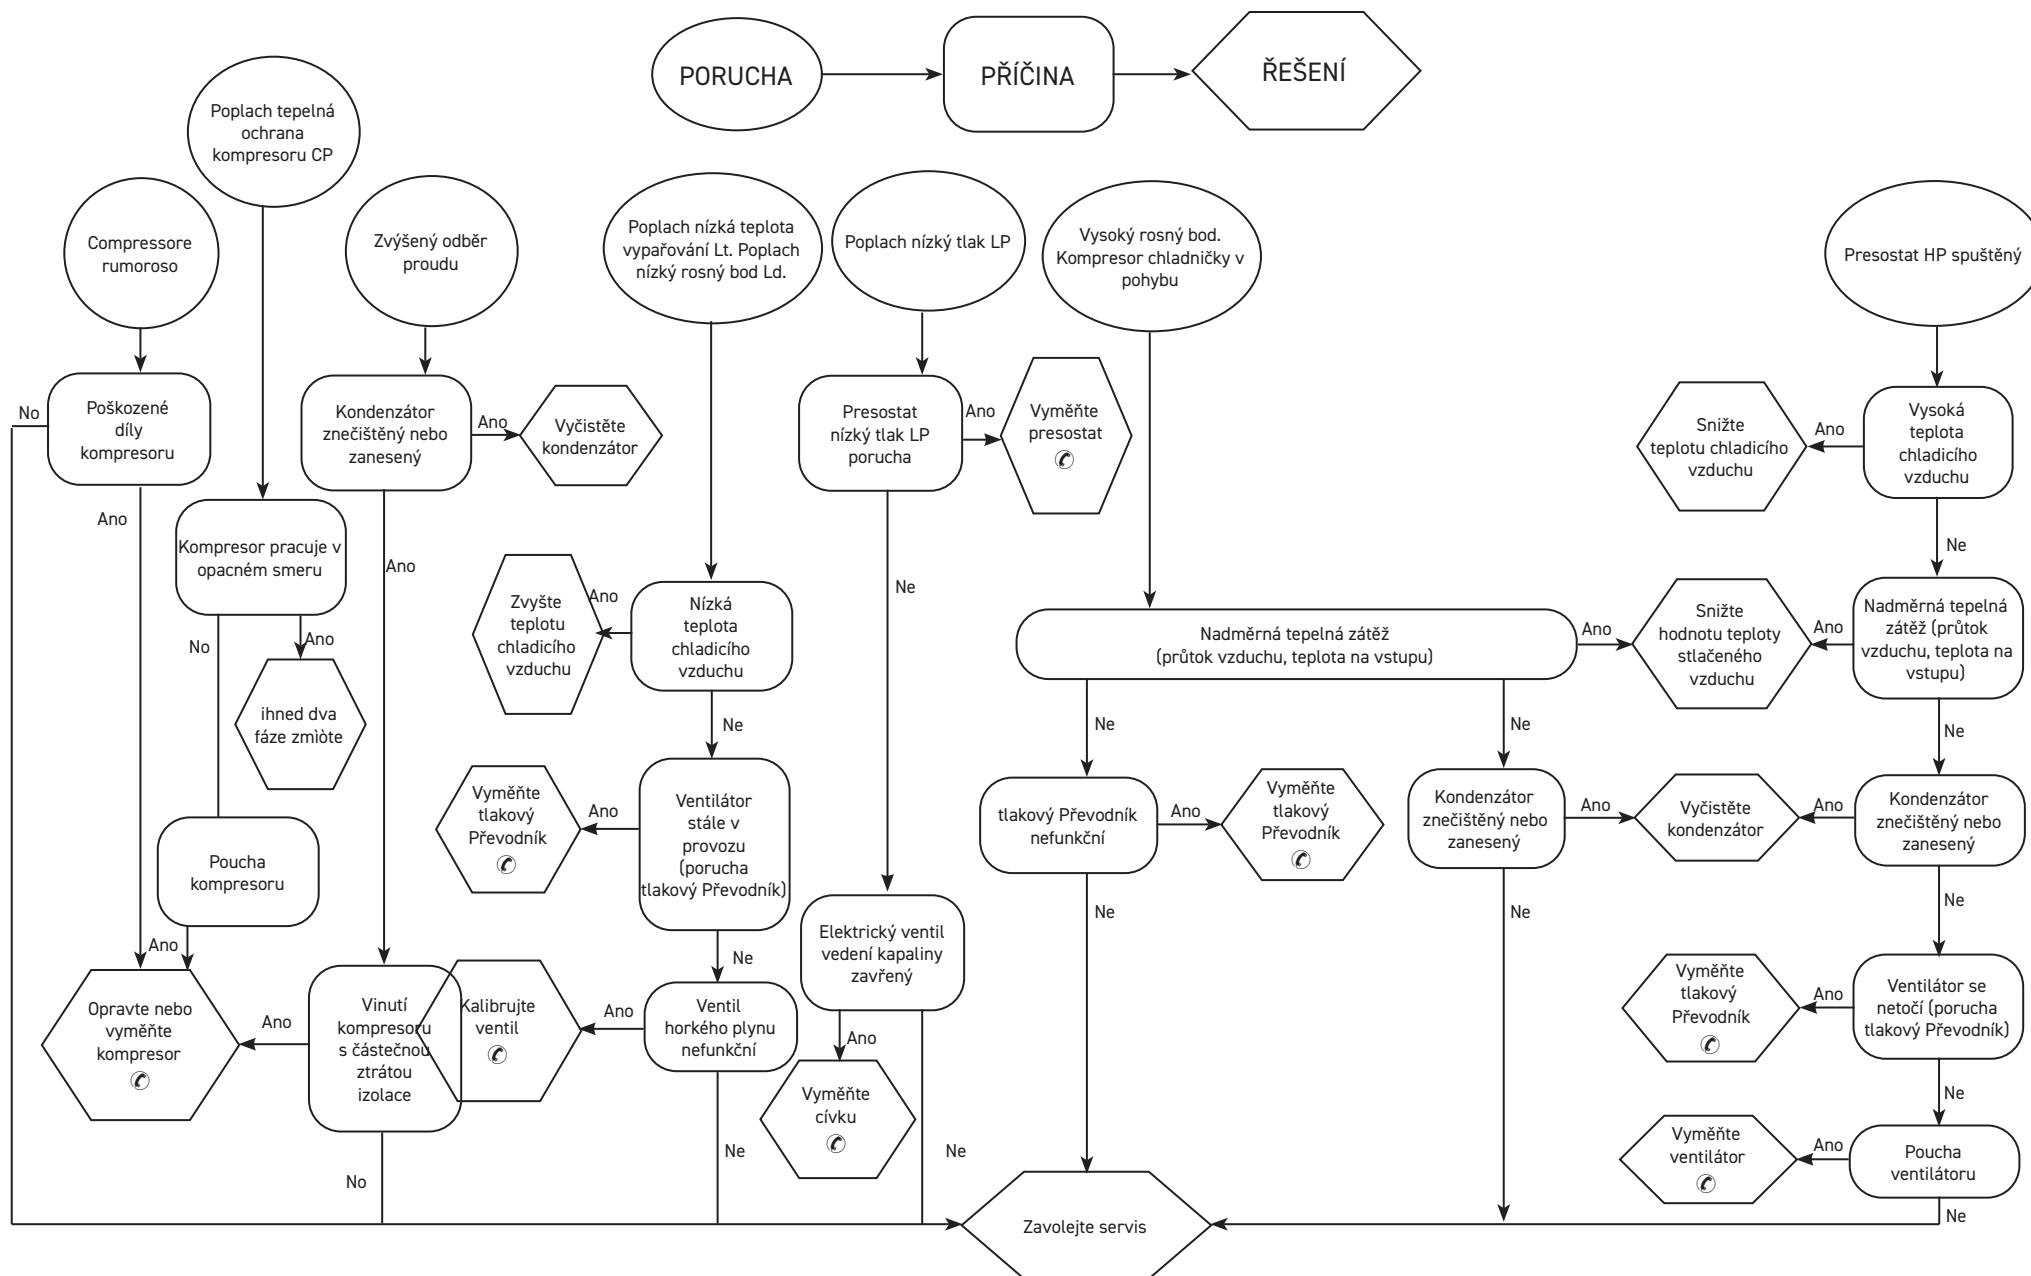 PORUCHA
PŘÍČINA
ŘEŠENÍ
Poplach tepelná
ochrana
kompresoru CP
Compressore
rumoroso
Zvýšený odběr
proudu
Poplach nízká teplota
vypařování Lt. Poplach
nízký rosný bod Ld.
Poplach nízký tlak LP
Vysoký rosný bod.
Kompresor chladničky v
pohybu
Presostat HP spuštěný
No
Poškozené
díly
kompresoru
Ano
Kondenzátor
znečištěný nebo
zanesený
Ano
Vyčistěte
kondenzátor
Ano
Presostat
nízký tlak LP
porucha
Ano
Vyměňte
presostat
✆
Ne
Snižte
teplotu chladicího
vzduchu
Ano
Vysoká
teplota
chladicího
vzduchu
Ne
Kompresor pracuje v
opacném smeru
No
Ano
ihned dva
fáze zmìòte
Zvyšte
teplotu
chladicího
vzduchu
Ano
Nízká
teplota
chladicího
vzduchu
Ne
Nadměrná tepelná zátěž
(průtok vzduchu, teplota na vstupu)
Ano
Ne
Ne
Snižte
hodnotu teploty
stlačeného
vzduchu
Ano
Nadměrná tepelná
zátěž (průtok
vzduchu, teplota na
vstupu)
Ne
Vyměňte
tlakový
Převodník
✆
Ano
Ventilátor
stále v
provozu
(porucha
tlakový Převodník)
Ne
tlakový Převodník
nefunkční
Ano
Vyměňte
tlakový
Převodník
✆
Ne
Kondenzátor
znečištěný nebo
zanesený
Ano
Vyčistěte
kondenzátor
Ano
Kondenzátor
znečištěný nebo
zanesený
Ne
Ne
Poucha
kompresoru
Ano
Opravte nebo
vyměňte
kompresor
✆
Ano
Vinutí
kompresoru
s částečnou
ztrátou
izolace
No
Kalibrujte
ventil
✆
Ano
Ventil
horkého plynu
nefunkční
Ne
Elektrický ventil
vedení kapaliny
zavřený
Ano
Vyměňte
cívku
✆
Ne
Vyměňte
tlakový
Převodník
✆
Ano
Ventilátor se
netočí (porucha
tlakový Převodník)
Ne
Vyměňte
ventilátor
✆
Ano
Poucha
ventilátoru
Ne
Zavolejte servis